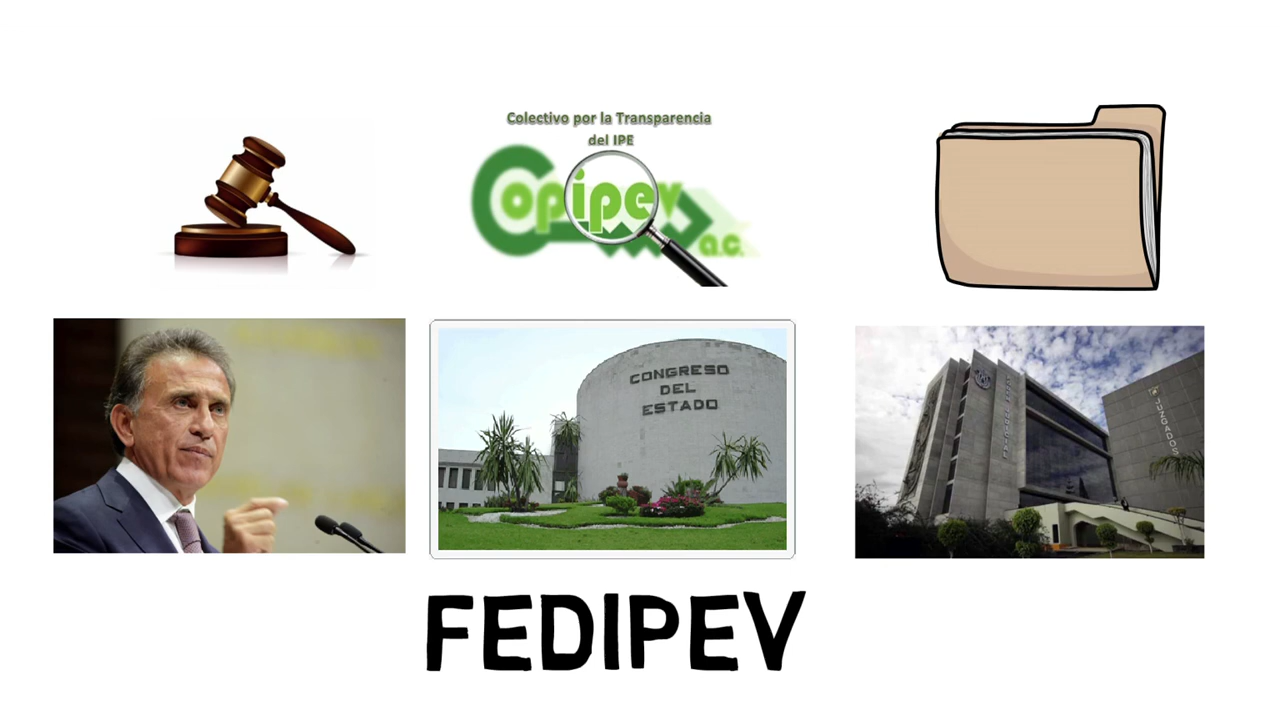 Colectivo por la Transparencia
del IPE
Copipev
a.c.
CONGRESO
DEL
ESTADO
JUZGADOS
FEDIPEV